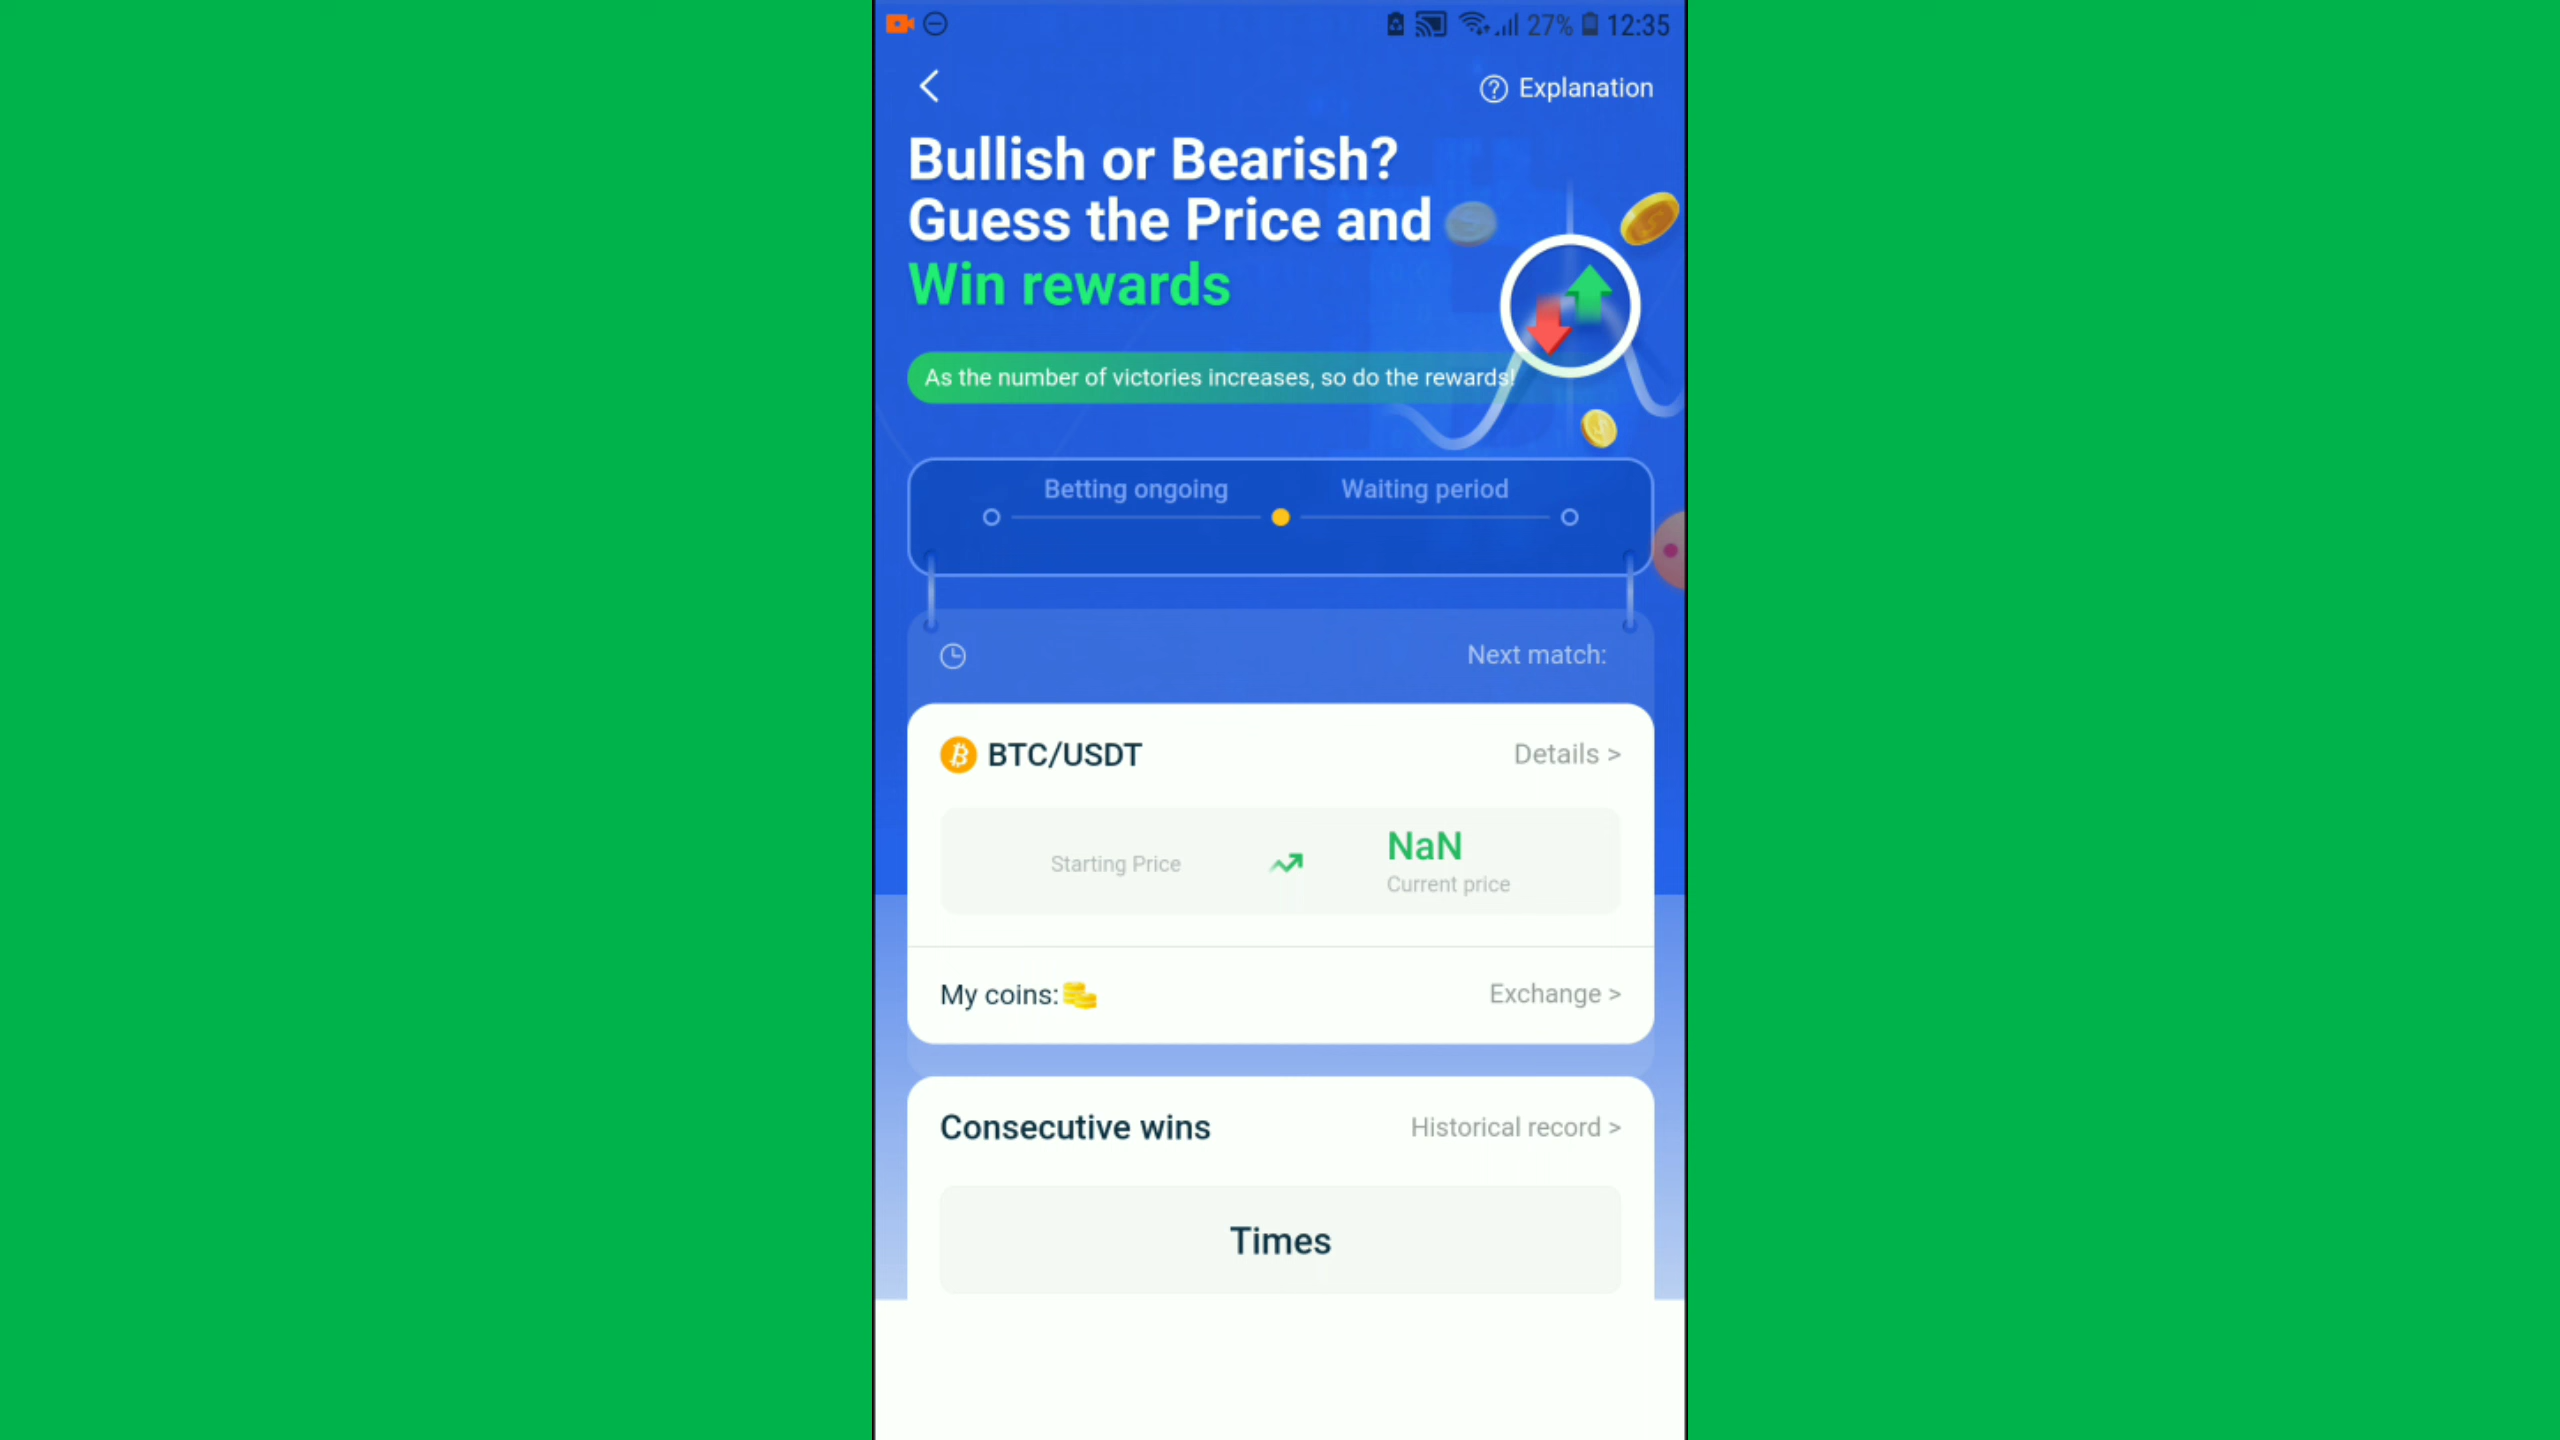 27% 12:35
Explanation
Bullish or Bearish?
Guess the Price and
Win rewards
As the number of victories increases, so do the rewards!
Betting ongoing Waiting period
Next match:
BTC/USDT Details >
NaN
Starting Price
Current price
My coins: Exchange >
Consecutive wins Historical record >
Times